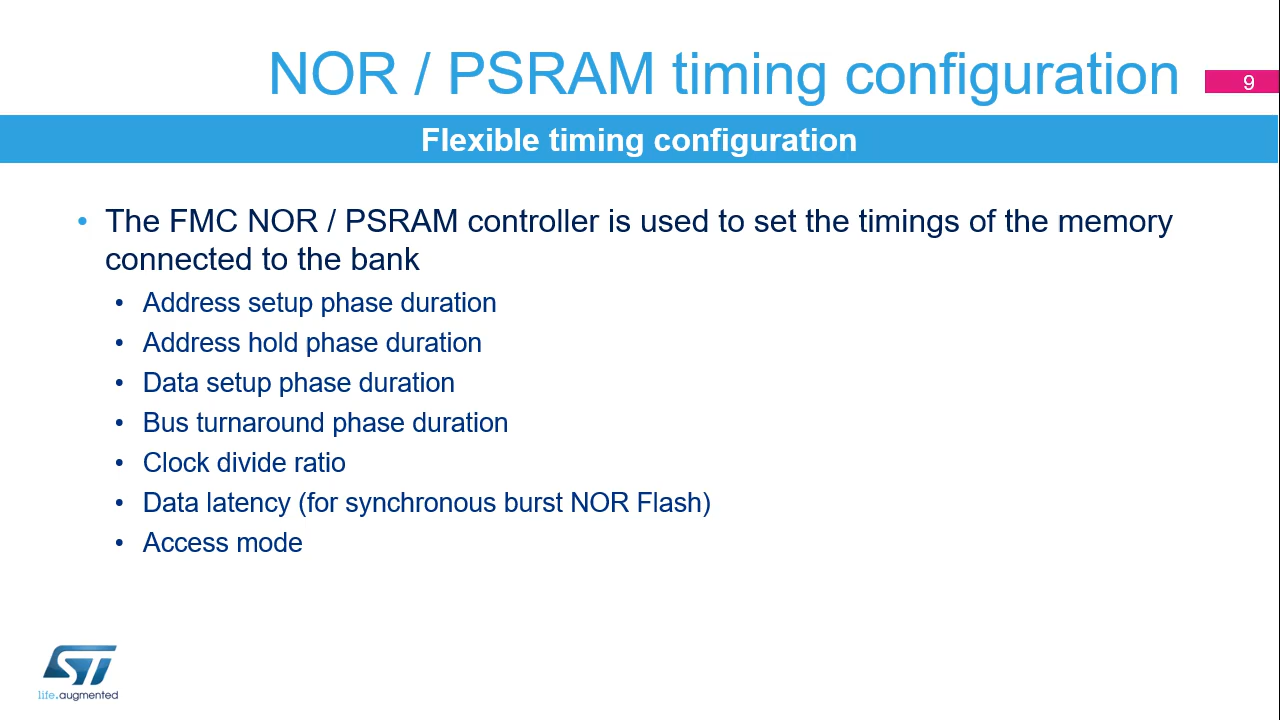 NOR / PSRAM timing configuration
9
Flexible timing configuration
• The FMC NOR / PSRAM controller is used to set the timings of the memory
connected to the bank
• Address setup phase duration
• Address hold phase duration
• Data setup phase duration
• Bus turnaround phase duration
• Clock divide ratio
• Data latency (for synchronous burst NOR Flash)
• Access mode
ST
life.augmented